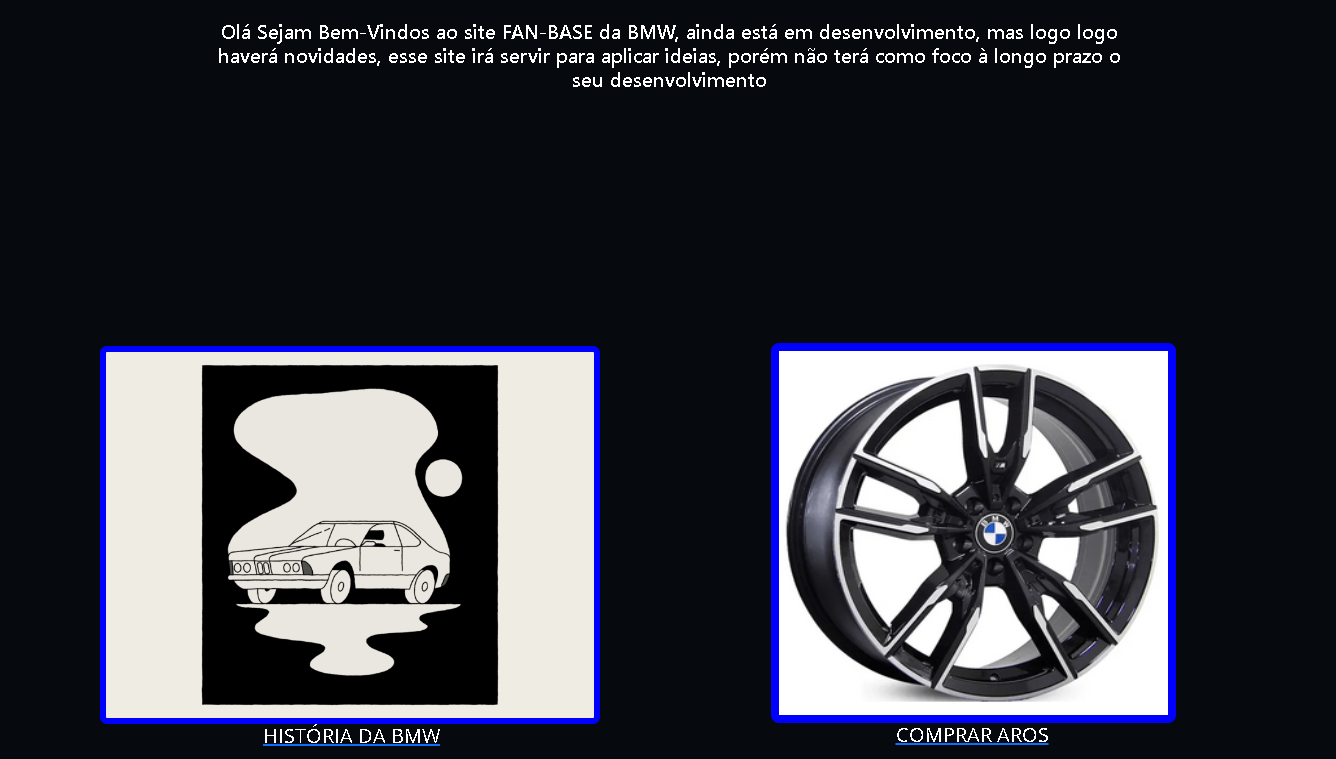 Olá Sejam Bem-Vindos ao site FAN-BASE da BMW, ainda está em desenvolvimento, mas logo logo
haverá novidades, esse site irá servir para aplicar ideias, porém não terá como foco à longo prazo o
seu desenvolvimento
BMW
HISTÓRIA DA BMW
COMPRAR AROS